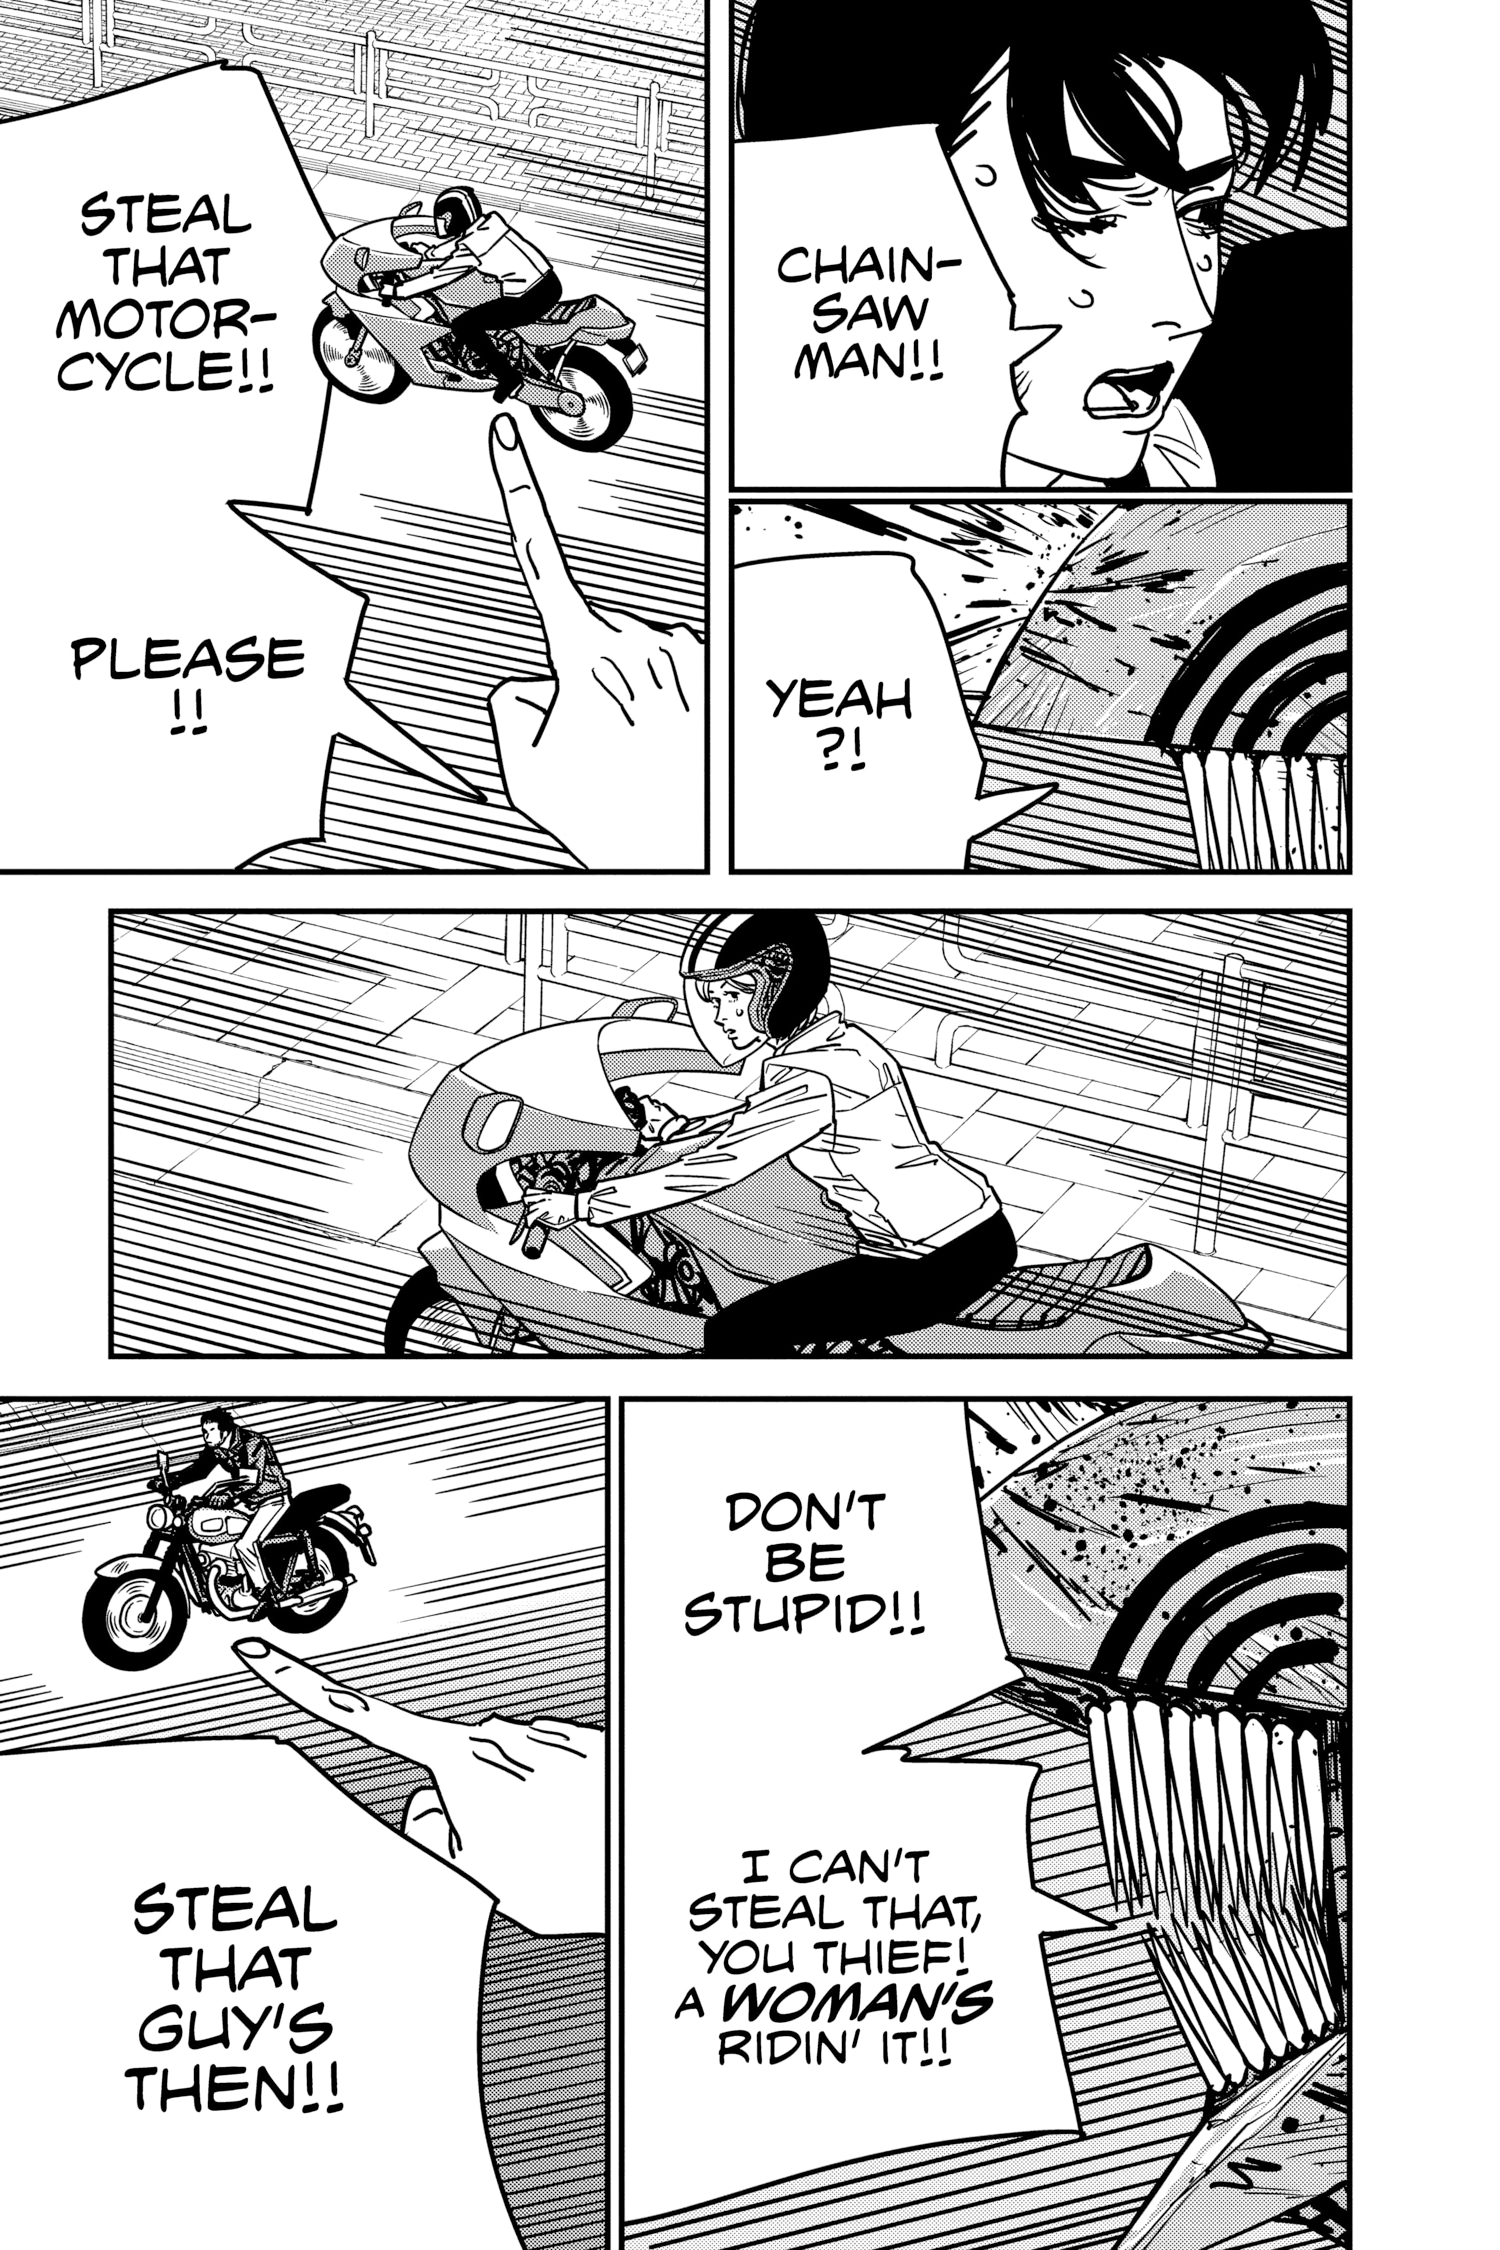 CHAIN-
SAW
MAN!!
YEAH
?!
STEAL
THAT
MOTOR-
CYCLE!!
PLEASE
!!
DON'T
BE
STUPID!!
I CAN'T
STEAL THAT,
YOU THIEF!
A WOMAN'S
RIDIN' IT!!
STEAL
THAT
GUY'S
THEN!!